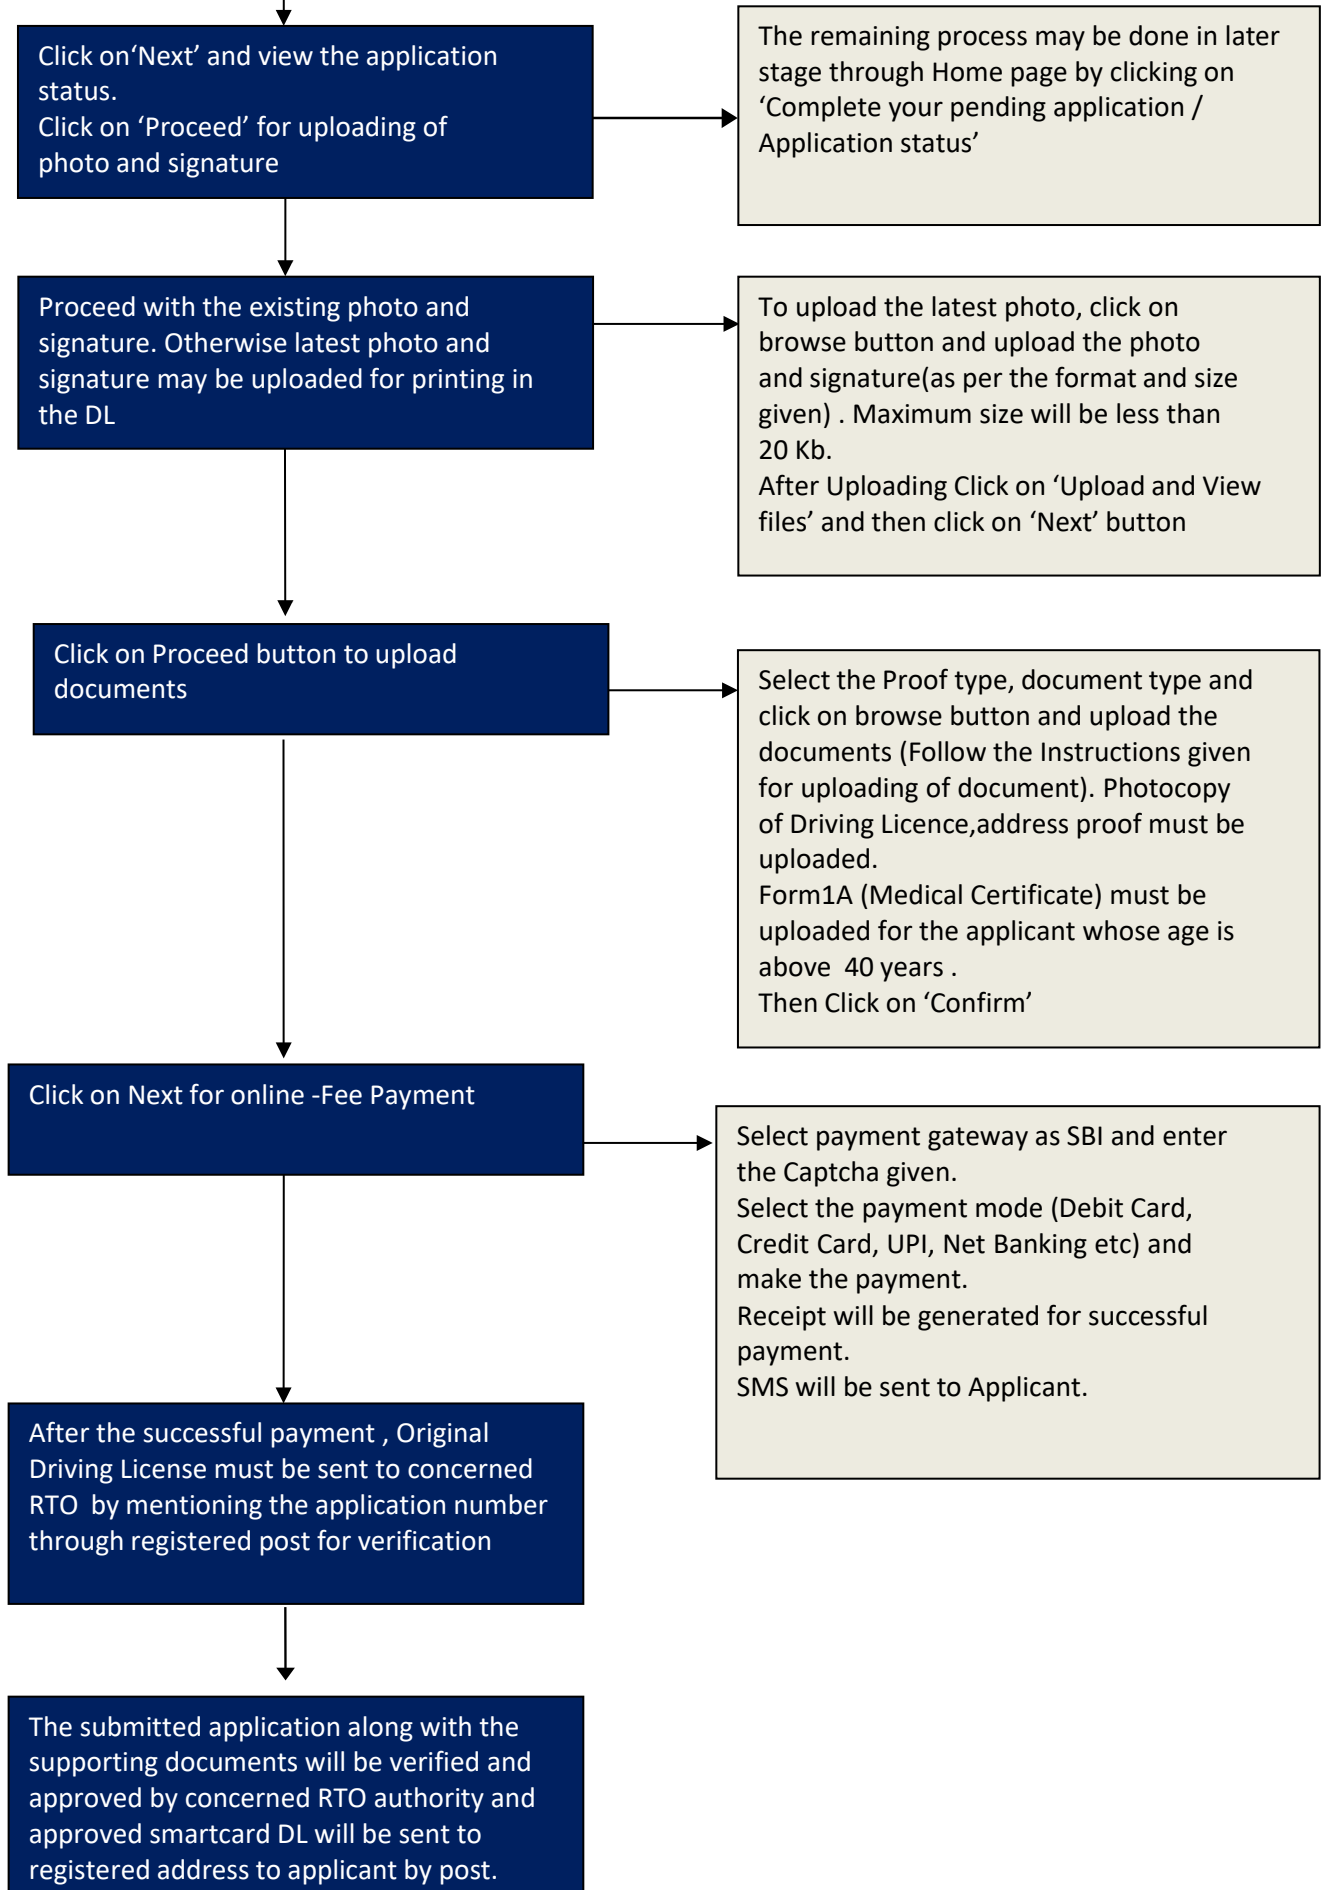 Click on‘Next’ and view the application
status.
Click on ‘Proceed’ for uploading of
photo and signature
The remaining process may be done in later
stage through Home page by clicking on
‘Complete your pending application /
Application status’
Proceed with the existing photo and
signature. Otherwise latest photo and
signature may be uploaded for printing in
the DL
To upload the latest photo, click on
browse button and upload the photo
and signature(as per the format and size
given) . Maximum size will be less than
20 Kb.
After Uploading Click on ‘Upload and View
files’ and then click on ‘Next’ button
Click on Proceed button to upload
documents
Select the Proof type, document type and
click on browse button and upload the
documents (Follow the Instructions given
for uploading of document). Photocopy
of Driving Licence,address proof must be
uploaded.
Form1A (Medical Certificate) must be
uploaded for the applicant whose age is
above  40 years .
Then Click on ‘Confirm’
Click on Next for online -Fee Payment
Select payment gateway as SBI and enter
the Captcha given.
Select the payment mode (Debit Card,
Credit Card, UPI, Net Banking etc) and
make the payment.
Receipt will be generated for successful
payment.
SMS will be sent to Applicant.
After the successful payment , Original
Driving License must be sent to concerned
RTO  by mentioning the application number
through registered post for verification
The submitted application along with the
supporting documents will be verified and
approved by concerned RTO authority and
approved smartcard DL will be sent to
registered address to applicant by post.